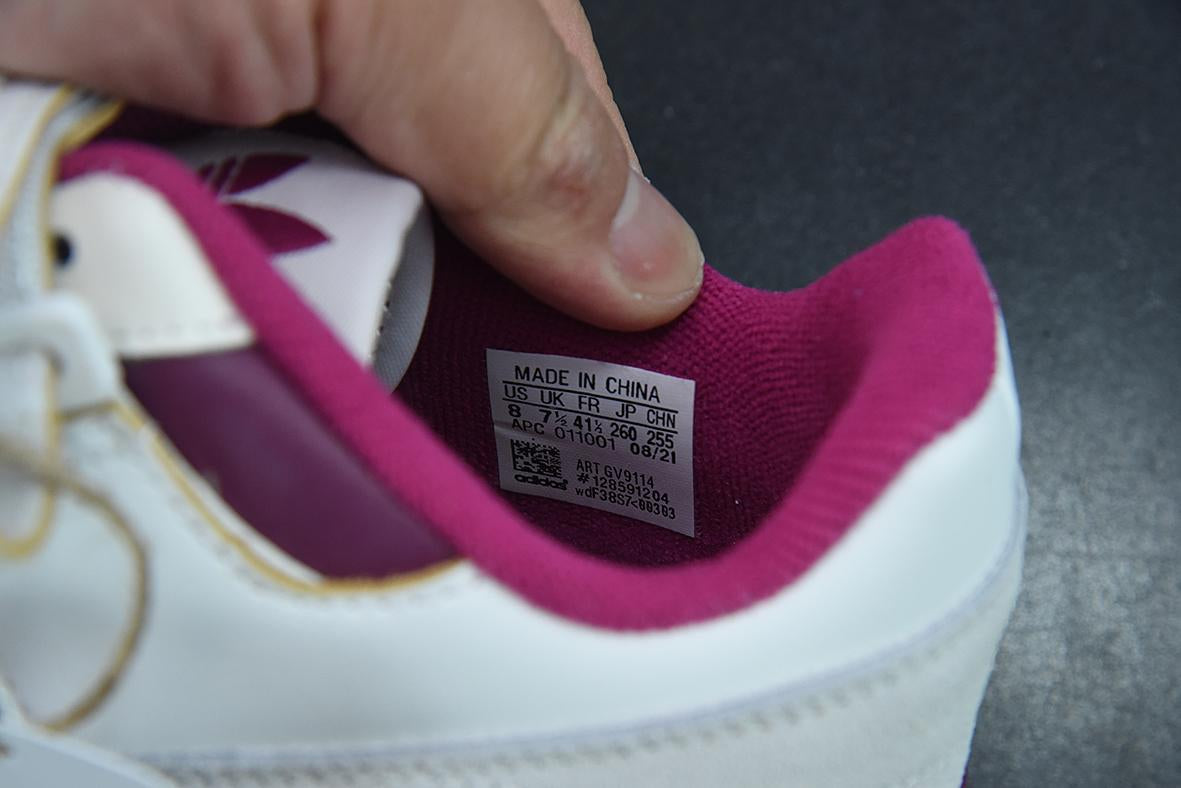 MADE IN CHINA
US UK FR JP CHN
8 7½ 41½ 260 255
APC 011001 08/21
ART GV9114
#128591204
adidas wdF38S7<00303